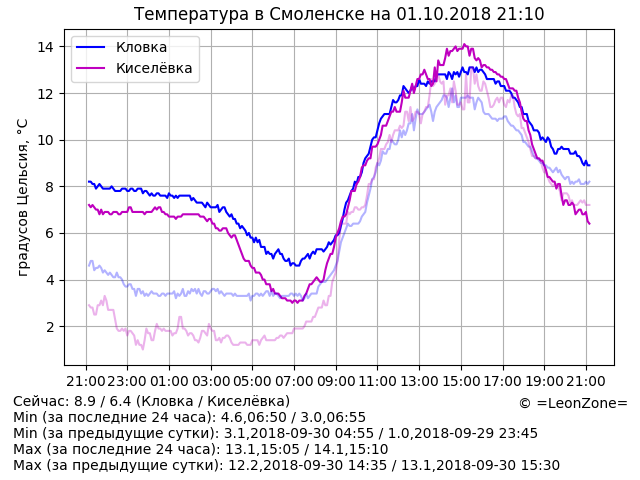 Температура в Смоленске на 01.10.2018 21:10
Кловка
Киселёвка
градусов Цельсия, °C
14
12
10
8
6
4
2
21:00 23:00 01:00 03:00 05:00 07:00 09:00 11:00 13:00 15:00 17:00 19:00 21:00
Сейчас: 8.9 / 6.4 (Кловка / Киселёвка)
© =LeonZone=
Min (за последние 24 часа): 4.6,06:50 / 3.0,06:55
Min (за предыдущие сутки): 3.1,2018-09-30 04:55 / 1.0,2018-09-29 23:45
Max (за последние 24 часа): 13.1,15:05 / 14.1,15:10
Max (за предыдущие сутки): 12.2,2018-09-30 14:35 / 13.1,2018-09-30 15:30